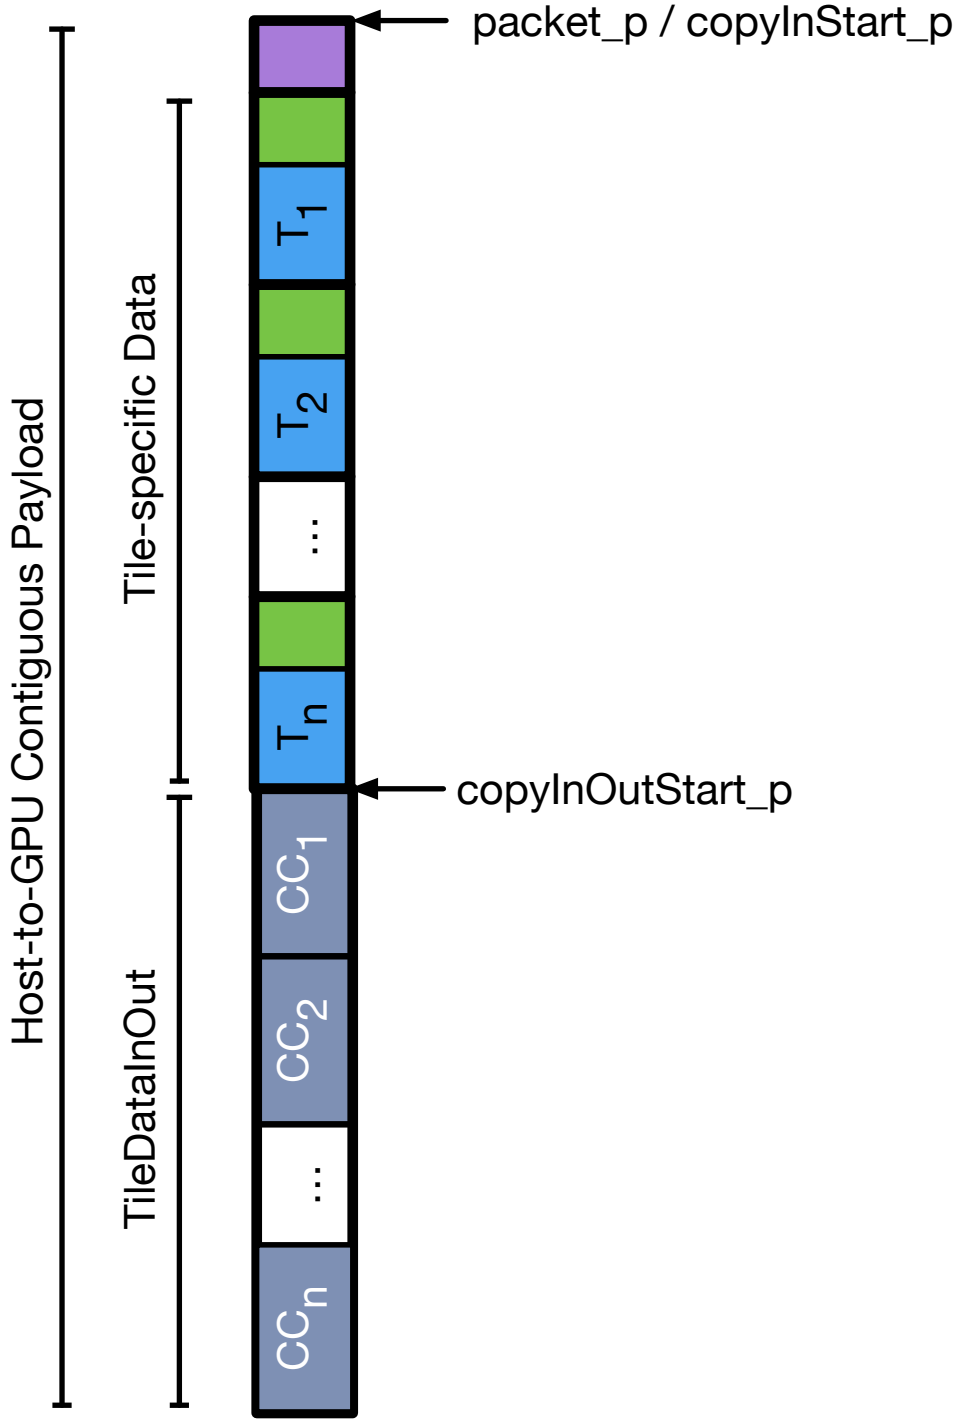 packet_p / copyInStart_p
Host-to-GPU Contiguous Payload
Tile-specific Data
T1
T2
...
Tn
copyInOutStart_p
TileDataInOut
CC1
CC2
...
CCn